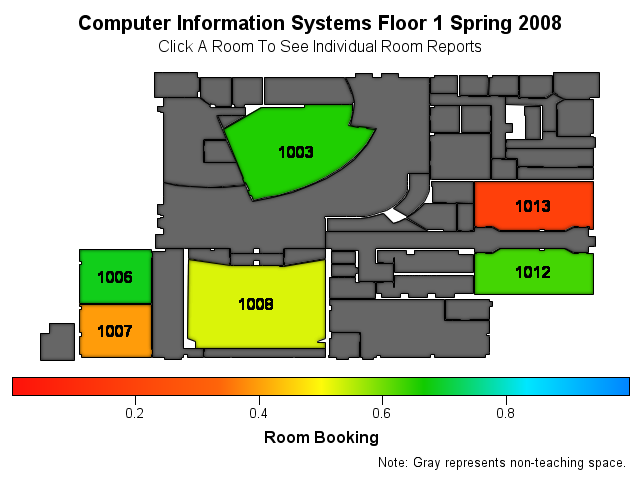 Computer Information Systems Floor 1 Spring 2008
Click A Room To See Individual Room Reports
1003
1013
1012
1006
1008
1007
0.2 0.4 0.6 0.8
Room Booking
Note: Gray represents non-teaching space.